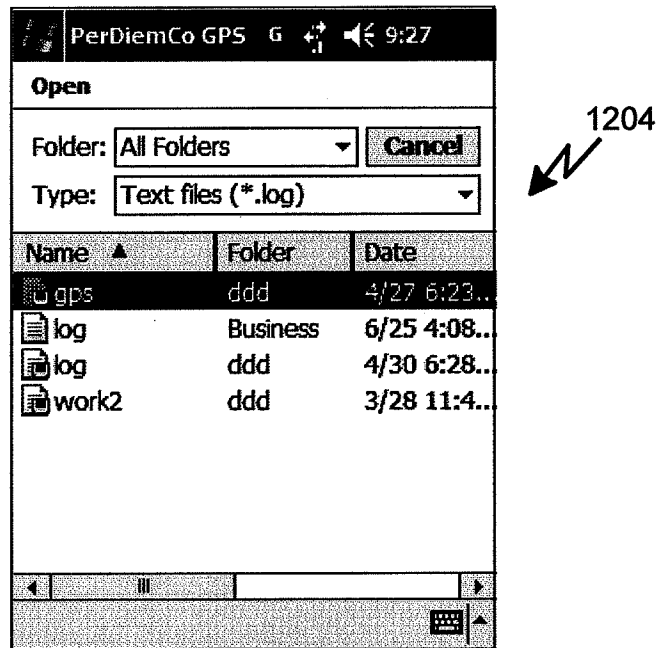 PerDiemCo GPS G 9:27
Open
1204
Folder: All Folders Cancel
Type: Text files (*.log)
Name Folder Date
gps ddd 4/27 6:23...
log Business 6/25 4:08...
log ddd 4/30 6:28...
work2 ddd 3/28 11:4...